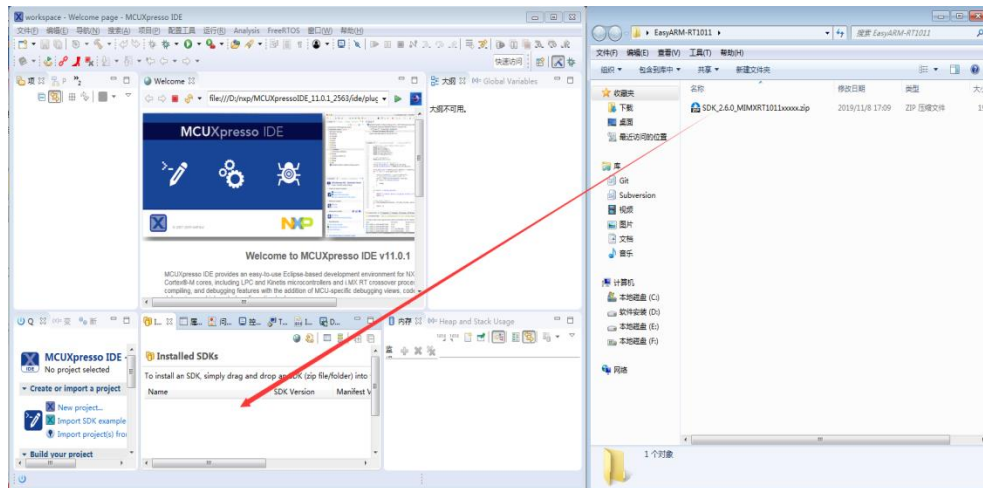 workspace - Welcome page - MCUXpresso IDE
文件(F) 编辑(E) 导航(N) 搜索(A) 项目(P) 配置工具 运行(R) Analysis FreeRTOS 窗口(W) 帮助(H)
快速访问
Welcome
file:///D:/nxp/MCUXpressoIDE_11.0.1_2563/ide/plug
MCUXpresso IDE
NXP
Welcome to MCUXpresso IDE v11.0.1
MCUXpresso IDE provides an easy-to-use Eclipse-based development environment for NX
Cortex®-M cores, including LPC and Kinetis microcontrollers and i.MX RT crossover proce
compiling, and debugging features with the addition of MCU-specific debugging views, code
大纲 Global Variables
大纲不可用。
MCUXpresso IDE -
No project selected
Create or import a project
New project...
Import SDK example
Import project(s) from
Build your project
Installed SDKs
To install an SDK, simply drag and drop an SDK (zip file/folder) into
Name SDK Version Manifest V
内存 Heap and Stack Usage
EasyARM-RT1011
搜索 EasyARM-RT1011
文件(F) 编辑(E) 查看(V) 工具(T) 帮助(H)
组织 包含到库中 共享 新建文件夹
名称 修改日期 类型
SDK_2.6.0_MIMXRT1011xxxxx.zip 2019/11/8 17:09 ZIP 压缩文件
收藏夹
下载
桌面
最近访问的位置
库
Git
Subversion
视频
图片
文档
音乐
计算机
本地磁盘 (C:)
软件安装 (D:)
本地磁盘 (E:)
本地磁盘 (F:)
网络
1 个对象